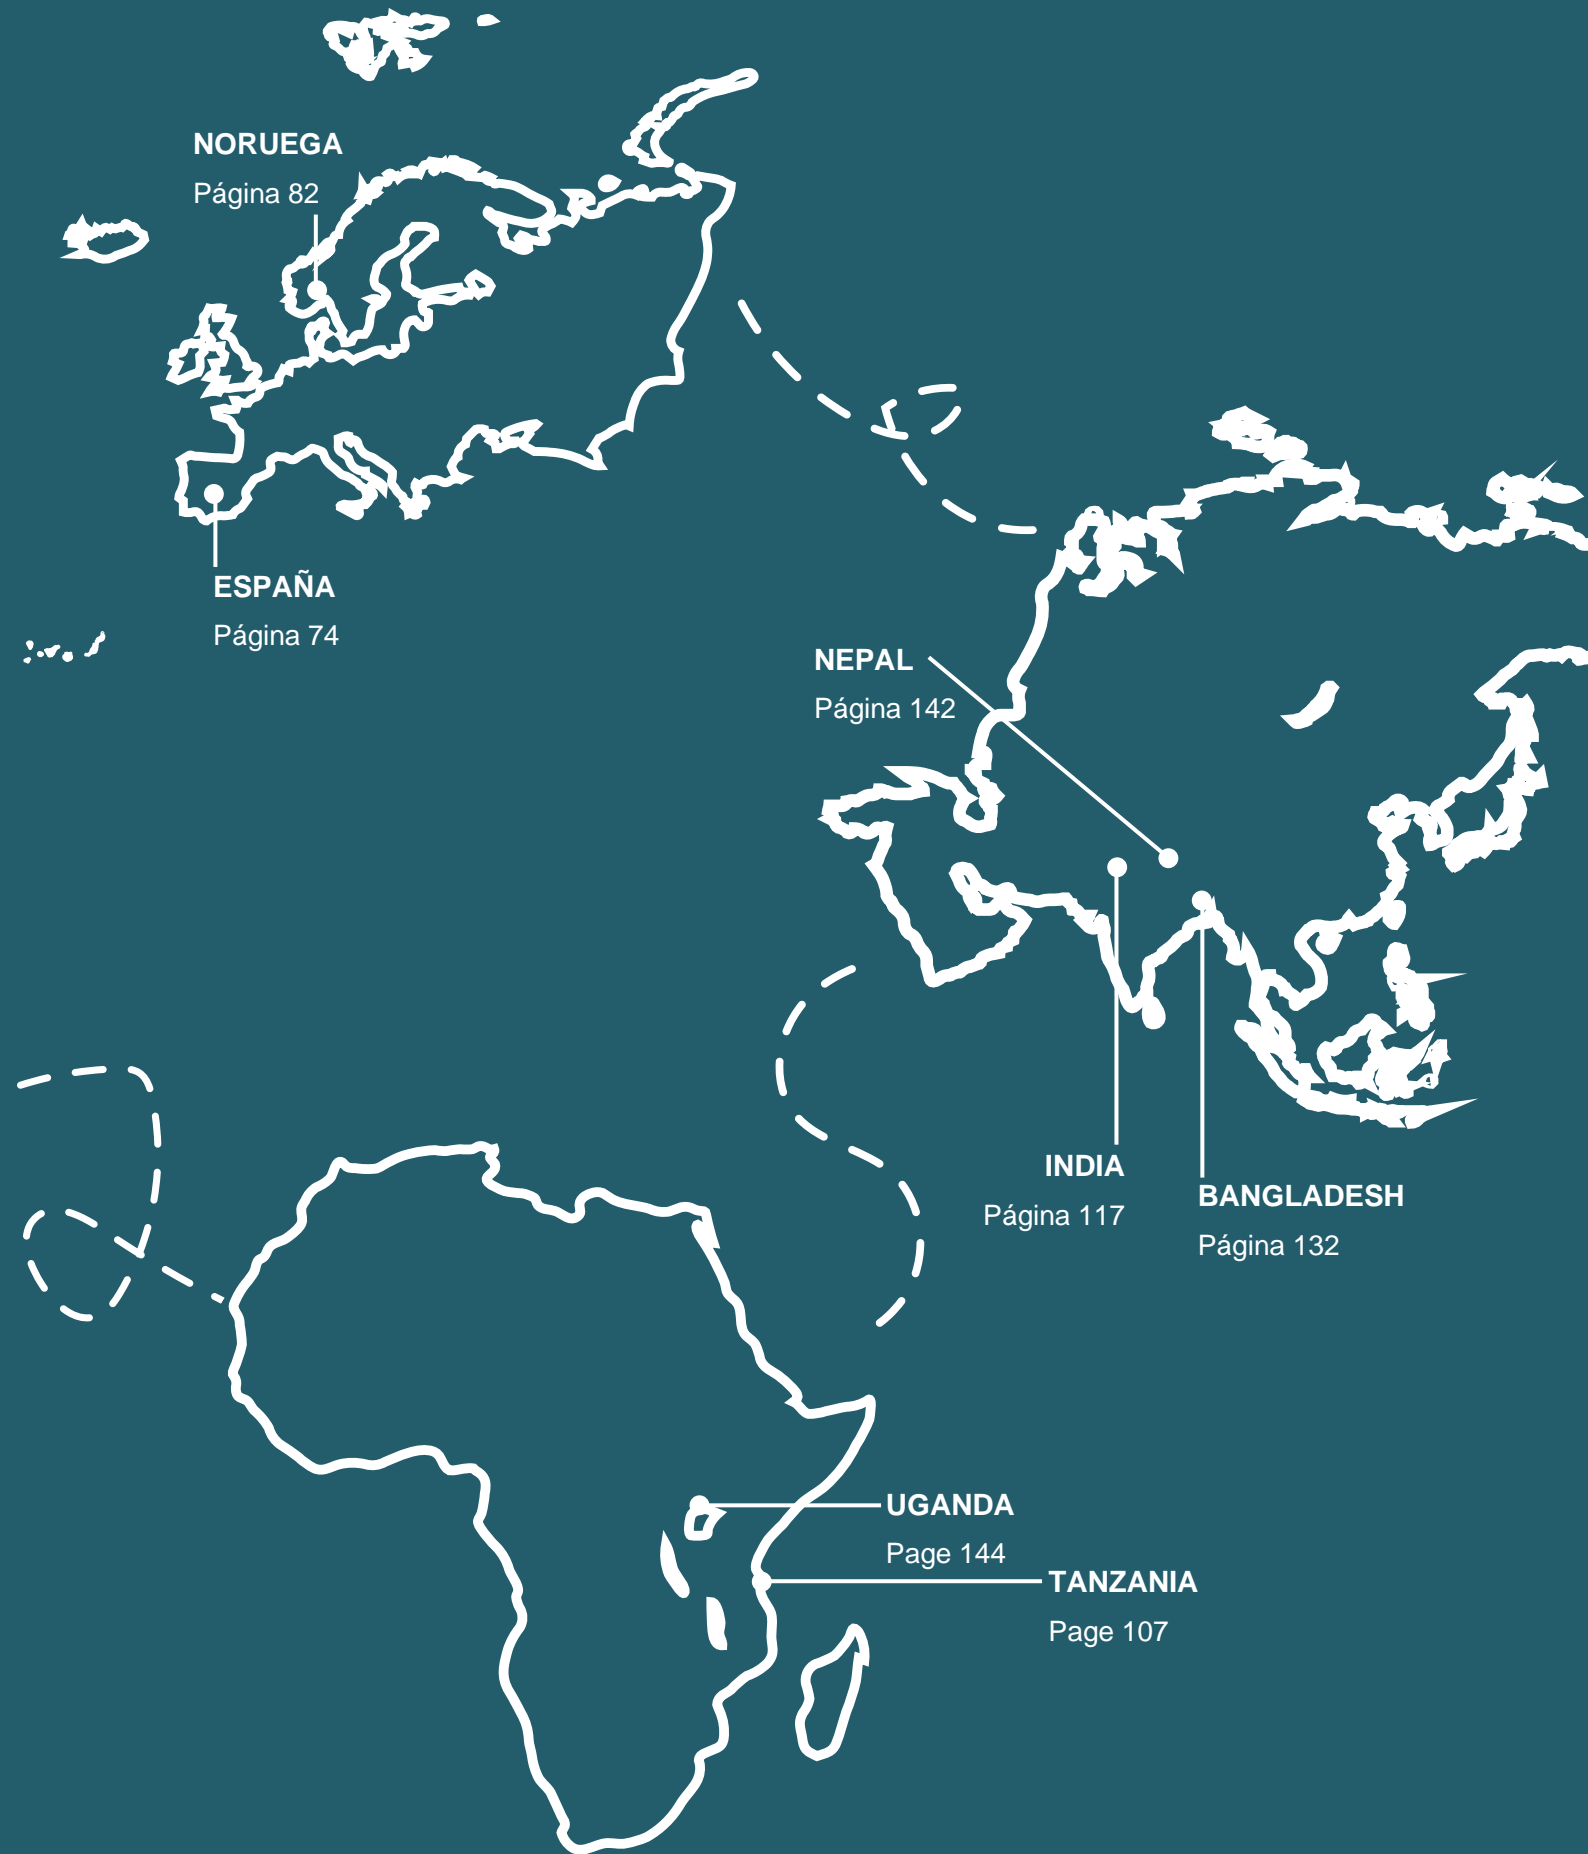 NORUEGA
Página 82
ESPAÑA
Página 74
NEPAL
Página 142
INDIA
Página 117
BANGLADESH
Página 132
UGANDA
Page 144
TANZANIA
Page 107